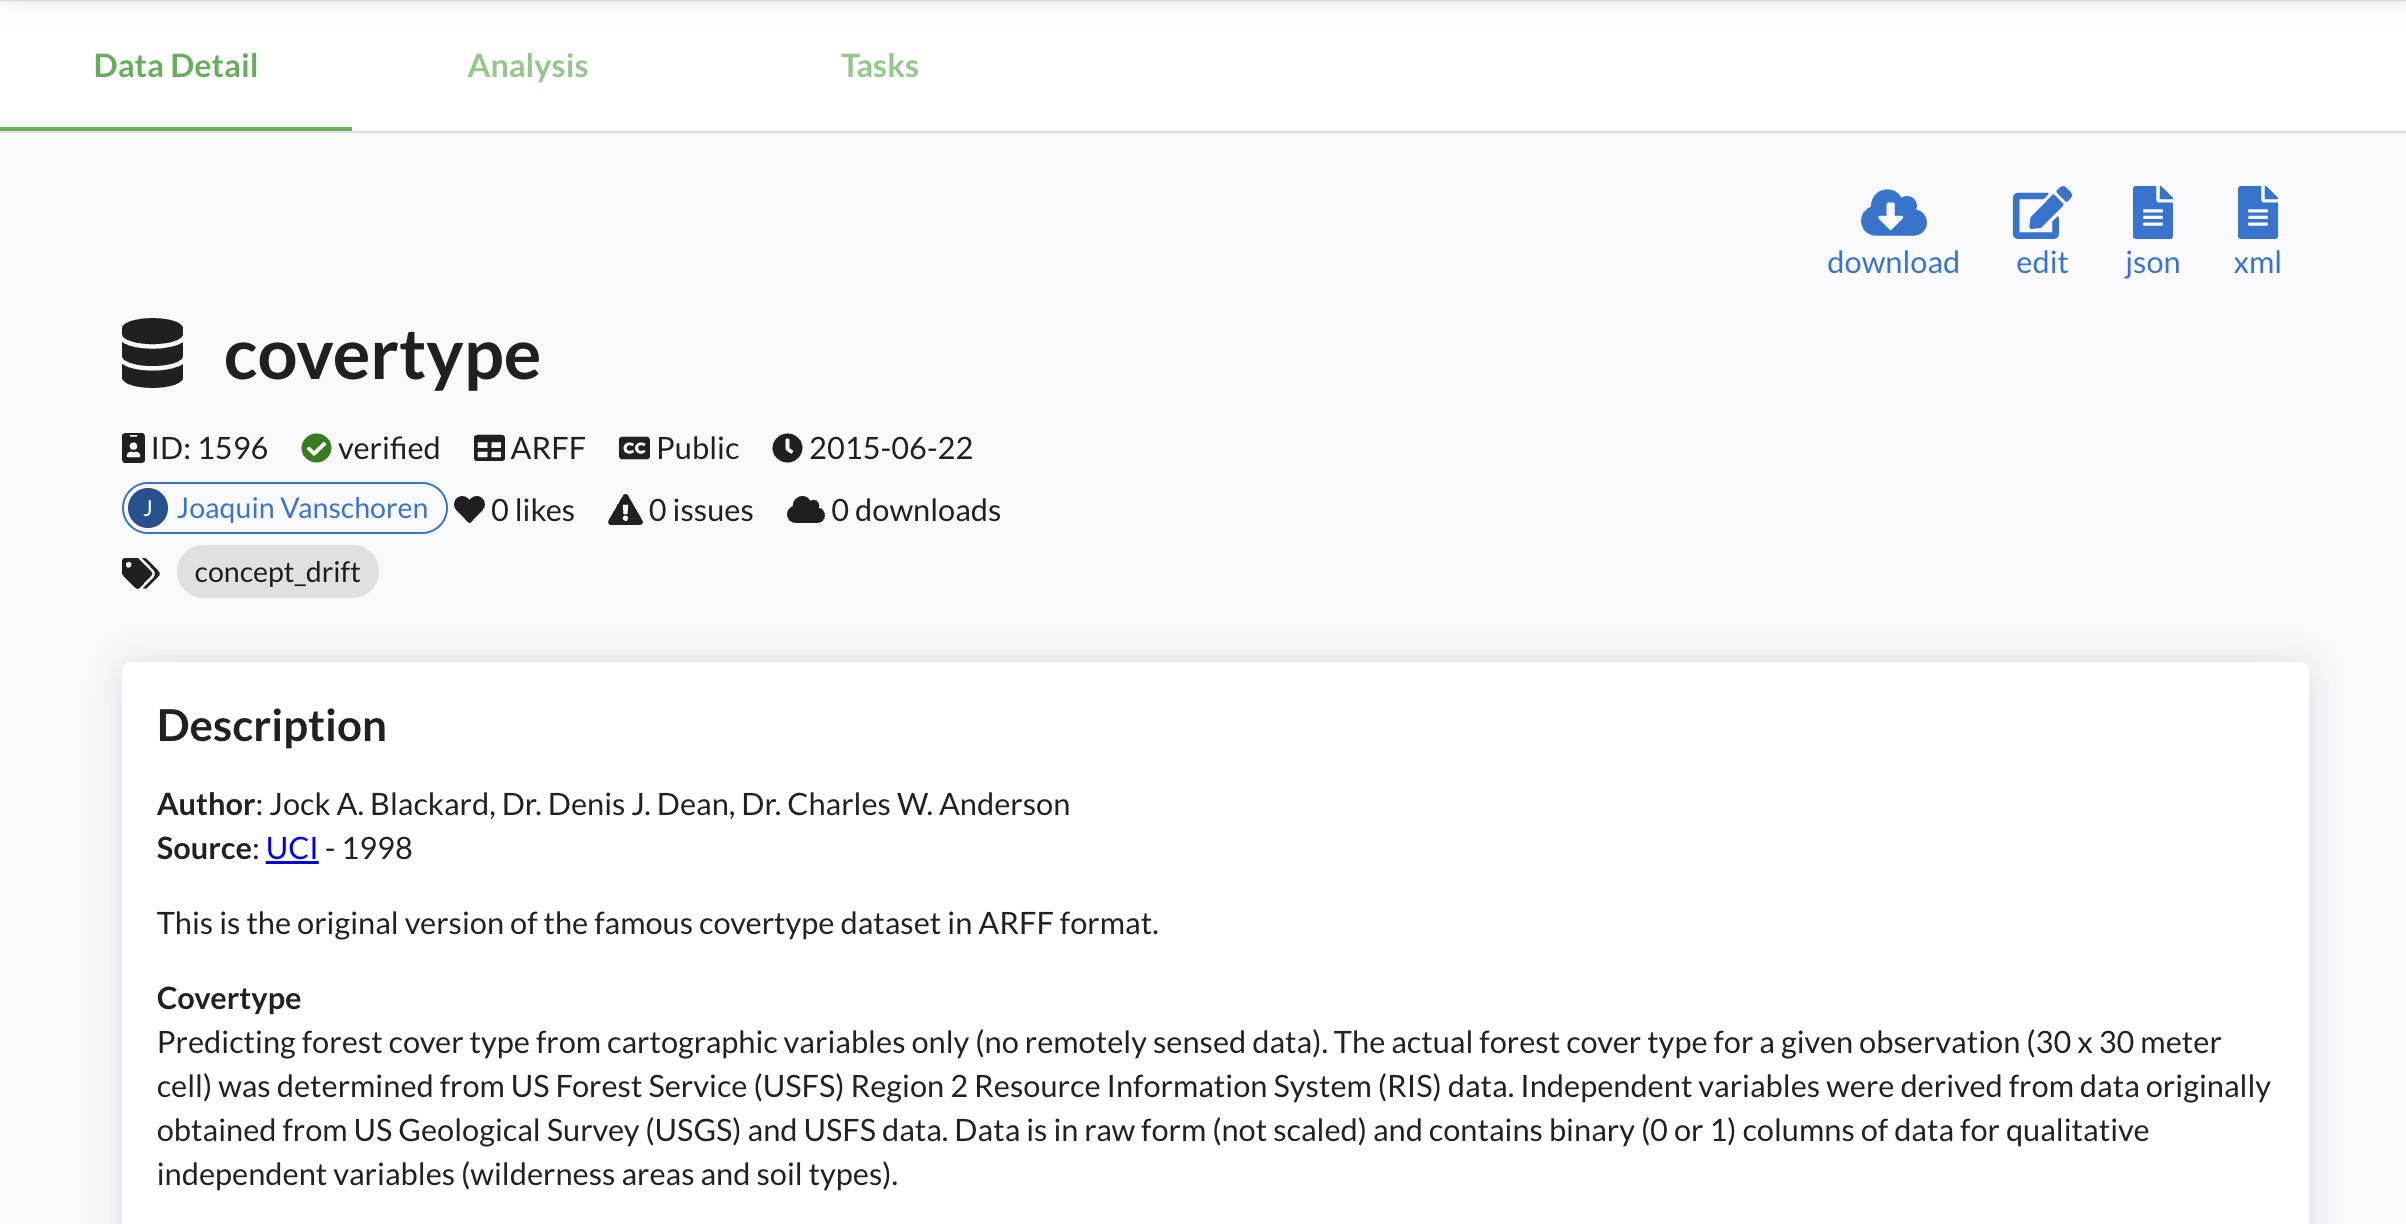 Data Detail Analysis Tasks
download edit json xml
covertype
ID: 1596 verified ARFF CC Public 2015-06-22
J Joaquin Vanschoren 0 likes 0 issues 0 downloads
concept_drift
Description
Author: Jock A. Blackard, Dr. Denis J. Dean, Dr. Charles W. Anderson
Source: UCI - 1998
This is the original version of the famous covertype dataset in ARFF format.
Covertype
Predicting forest cover type from cartographic variables only (no remotely sensed data). The actual forest cover type for a given observation (30 x 30 meter
cell) was determined from US Forest Service (USFS) Region 2 Resource Information System (RIS) data. Independent variables were derived from data originally
obtained from US Geological Survey (USGS) and USFS data. Data is in raw form (not scaled) and contains binary (0 or 1) columns of data for qualitative
independent variables (wilderness areas and soil types).